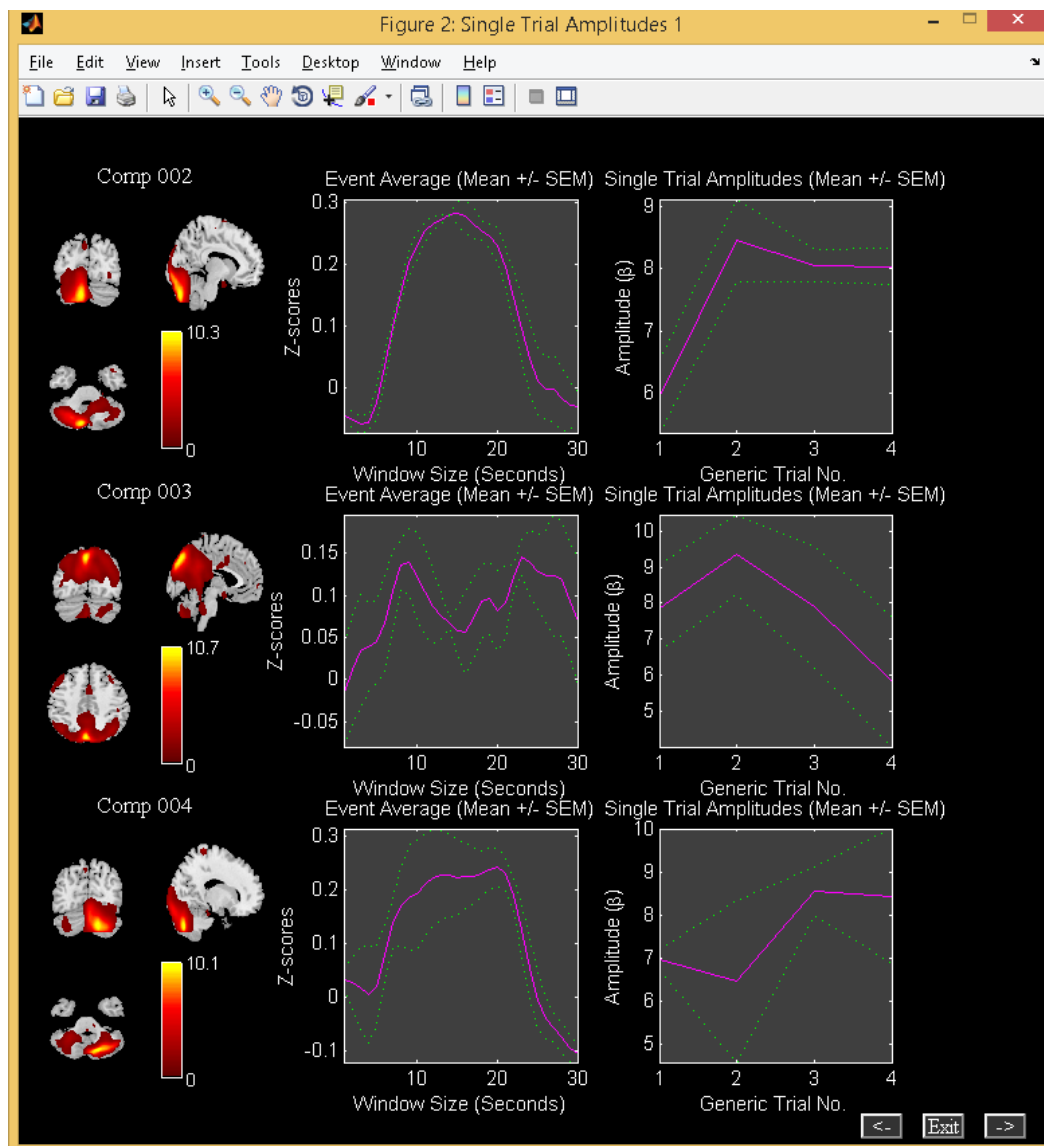 Figure 2: Single Trial Amplitudes 1
File Edit View Insert Tools Desktop Window Help
Comp 002
10.3
0
Event Average (Mean +/- SEM)
Z-scores
0.3
0.2
0.1
0
10 20 30
Window Size (Seconds)
Single Trial Amplitudes (Mean +/- SEM)
Amplitude (β)
9
8
7
6
1 2 3 4
Generic Trial No.
Comp 003
10.7
0
Event Average (Mean +/- SEM)
Z-scores
0.15
0.1
0.05
0
-0.05
10 20 30
Window Size (Seconds)
Single Trial Amplitudes (Mean +/- SEM)
Amplitude (β)
10
9
8
7
6
5
1 2 3 4
Generic Trial No.
Comp 004
10.1
0
Event Average (Mean +/- SEM)
Z-scores
0.3
0.2
0.1
0
-0.1
10 20 30
Window Size (Seconds)
Single Trial Amplitudes (Mean +/- SEM)
Amplitude (β)
10
9
8
7
6
5
1 2 3 4
Generic Trial No.
<- Exit ->